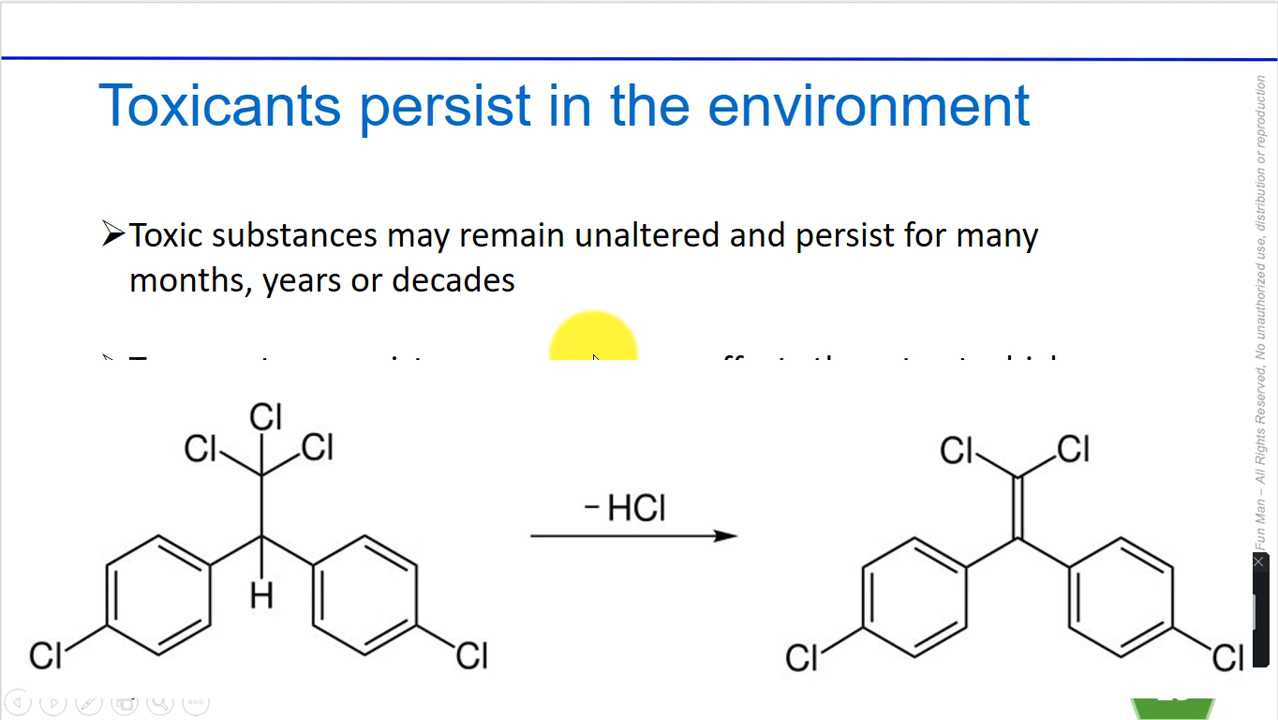 Toxicants persist in the environment
➢Toxic substances may remain unaltered and persist for many
months, years or decades
Cl
Cl
Cl
H
Cl
Cl
− HCl
Cl
Cl
Cl
Cl
Fun Man – All Rights Reserved, No unauthorized use, distribution or reproduction